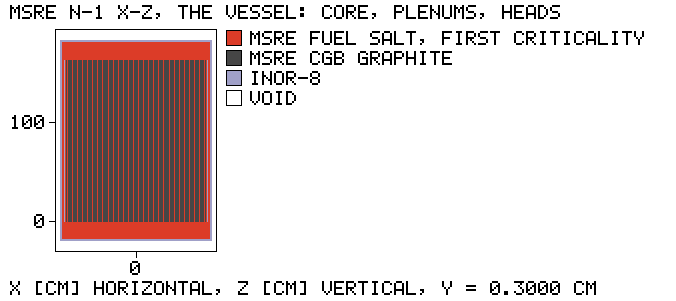 MSRE N-1 X-Z, THE VESSEL: CORE, PLENUMS, HEADS
MSRE FUEL SALT, FIRST CRITICALITY
MSRE CGB GRAPHITE
INOR-8
VOID
100
0
0
X [CM] HORIZONTAL, Z [CM] VERTICAL, Y = 0.3000 CM